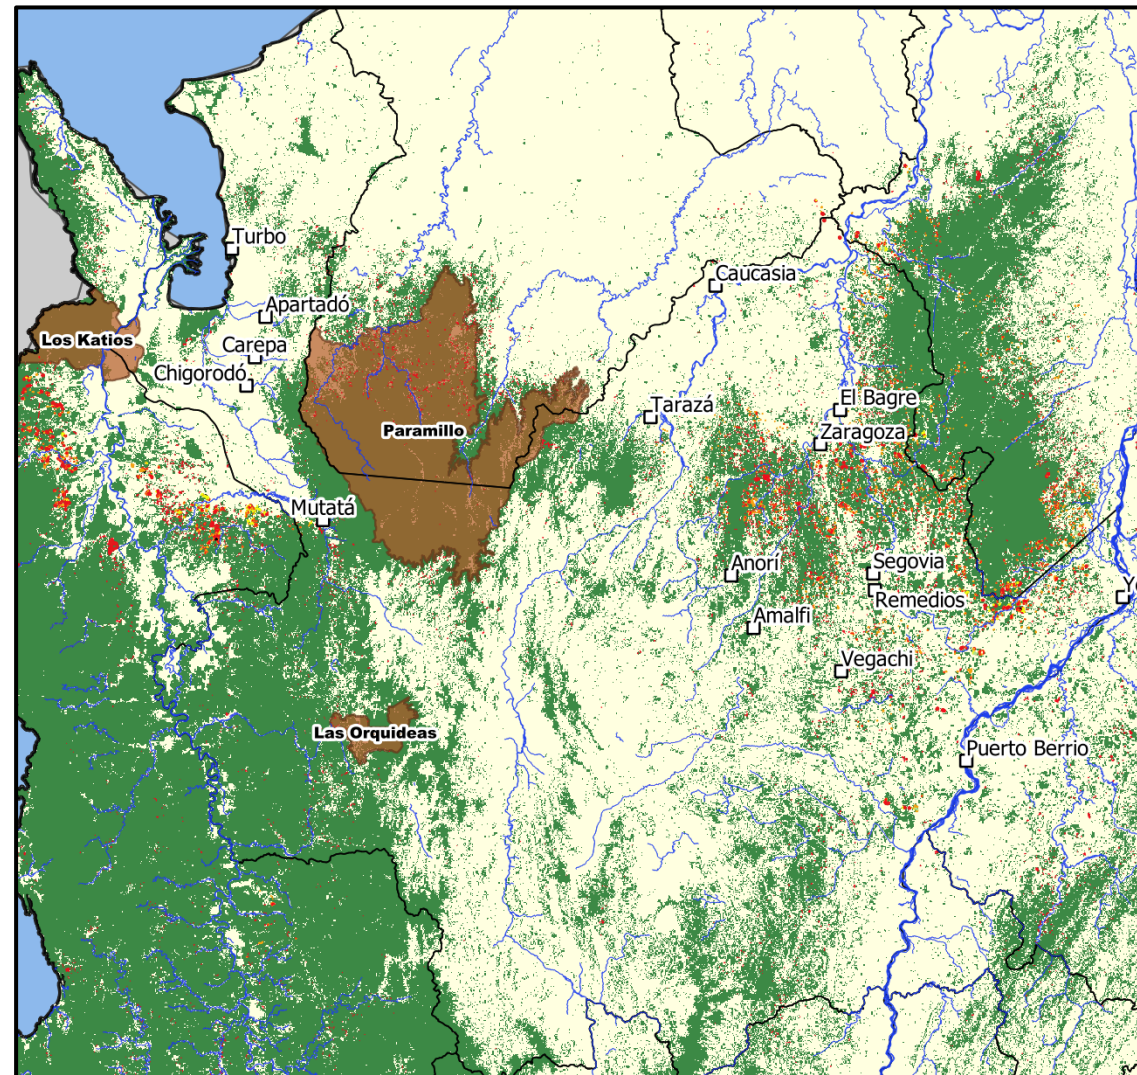 Turbo
Caucasia
Apartadó
Los Katios
Carepa
Chigorodó
El Bagre
Tarazá
Paramillo
Zaragoza
Mutatá
Anorí
Segovia
Remedios
Amalfi
Vegachi
Las Orquideas
Puerto Berrio